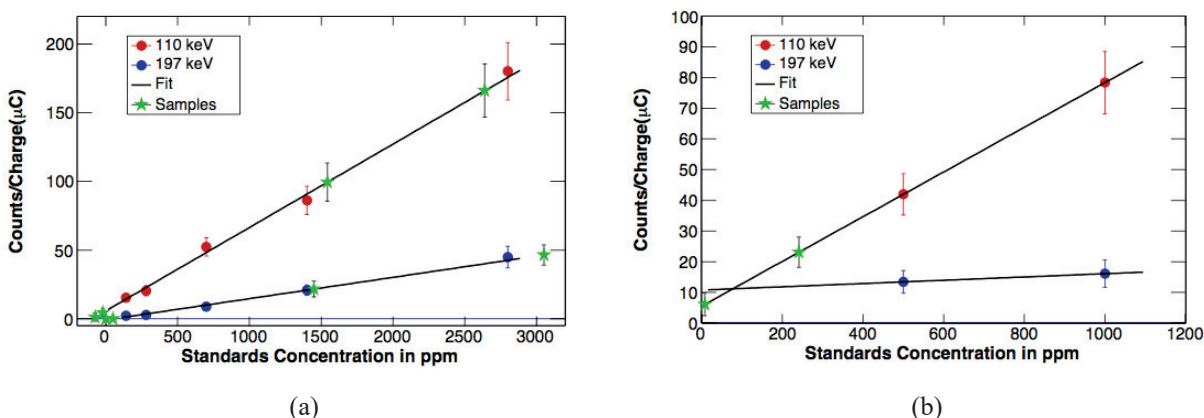 200
150
100
50
0
Counts/Charge(μC)
110 keV
197 keV
Fit
Samples
0 500 1000 1500 2000 2500 3000
Standards Concentration in ppm
(a)
100
90
80
70
60
50
40
30
20
10
0
Counts/Charge(μC)
110 keV
197 keV
Fit
Samples
0 200 400 600 800 1000 1200
Standards Concentration in ppm
(b)